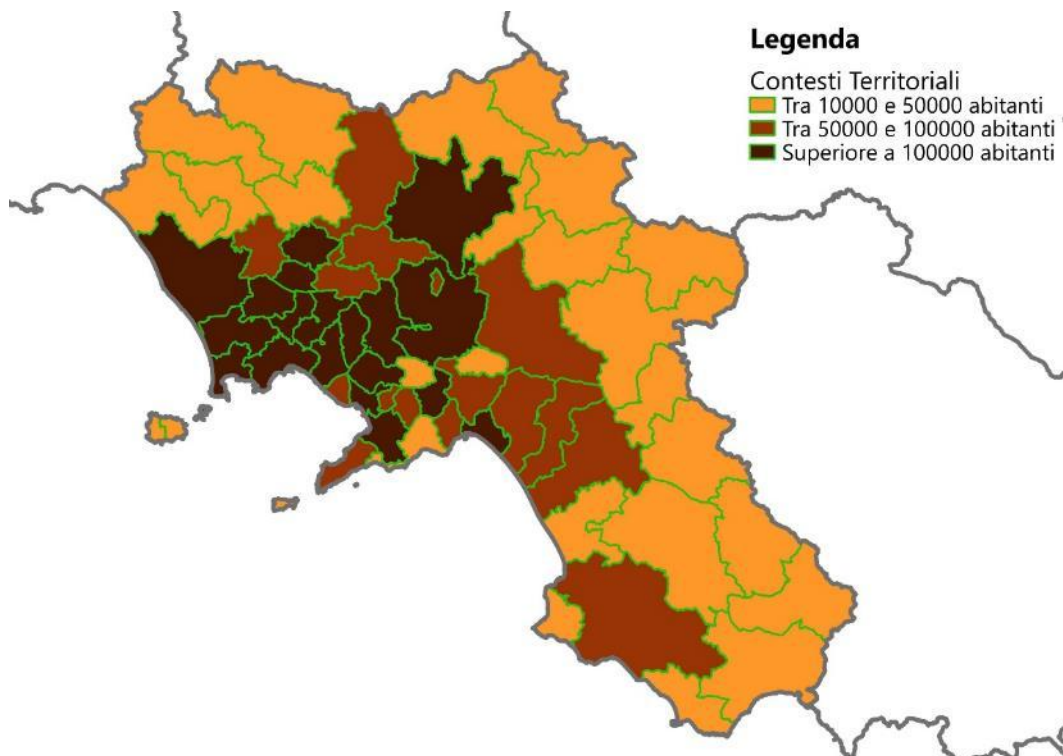 Legenda
Contesti Territoriali
Tra 10000 e 50000 abitanti
Tra 50000 e 100000 abitanti
Superiore a 100000 abitanti